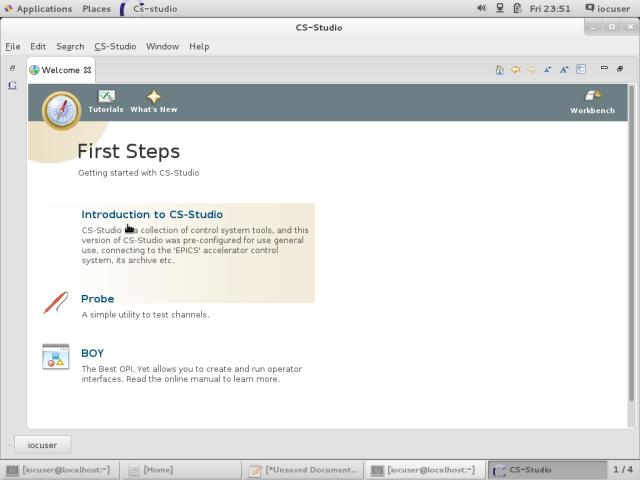 Applications Places Cs-studio Fri 23:51 iocuser
CS-Studio
File Edit Search CS-Studio Window Help
Welcome
Tutorials What's New Workbench
First Steps
Getting started with CS-Studio
Introduction to CS-Studio
CS-Studio a collection of control system tools, and this
version of CS-Studio was pre-configured for use general
use, connecting to the 'EPICS' accelerator control
system, its archive etc.
Probe
A simple utility to test channels.
BOY
The Best OPI, Yet allows you to create and run operator
interfaces. Read the online manual to learn more.
iocuser
[iocuser@localhost:~] [Home] [*Unsaved Document... [iocuser@localhost:~] CS-Studio 1 / 4